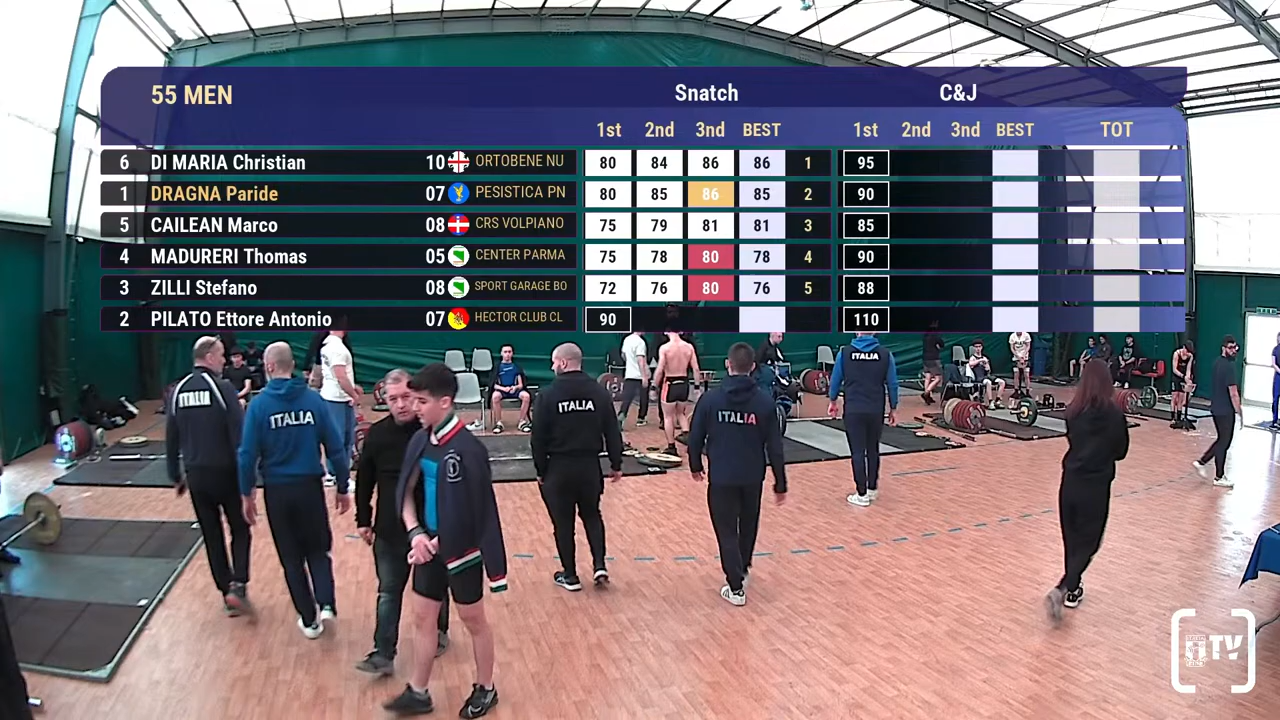 55 MEN Snatch C&J
1st 2nd 3rd BEST 1st 2nd 3rd BEST TOT
6 DI MARIA Christian 10 ORTOBENE NU 80 84 86 86 1 95
1 DRAGNA Paride 07 PESISTICA PN 80 85 86 85 2 90
5 CAILEAN Marco 08 CRS VOLPIANO 75 79 81 81 3 85
4 MADURERI Thomas 05 CENTER PARMA 75 78 80 78 4 90
3 ZILLI Stefano 08 SPORT GARAGE BO 72 76 80 76 5 88
2 PILATO Ettore Antonio 07 HECTOR CLUB CL 90 110
ITALIA
ITALIA
ITALIA
ITALIA
ITALIA
TV